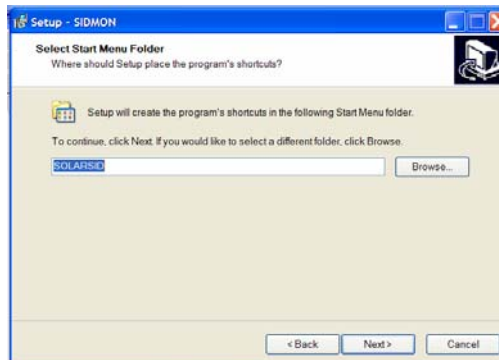 Setup - SIDMON
Select Start Menu Folder
Where should Setup place the program's shortcuts?
Setup will create the program's shortcuts in the following Start Menu folder.
To continue, click Next. If you would like to select a different folder, click Browse.
SOLARSID
Browse...
< Back
Next >
Cancel